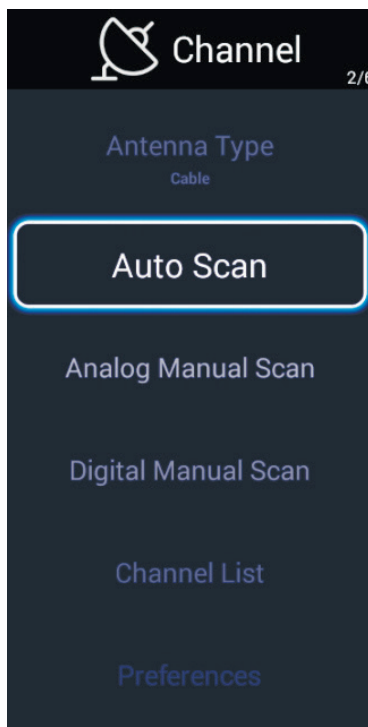 Channel
2/6
Antenna Type
Cable
Auto Scan
Analog Manual Scan
Digital Manual Scan
Channel List
Preferences